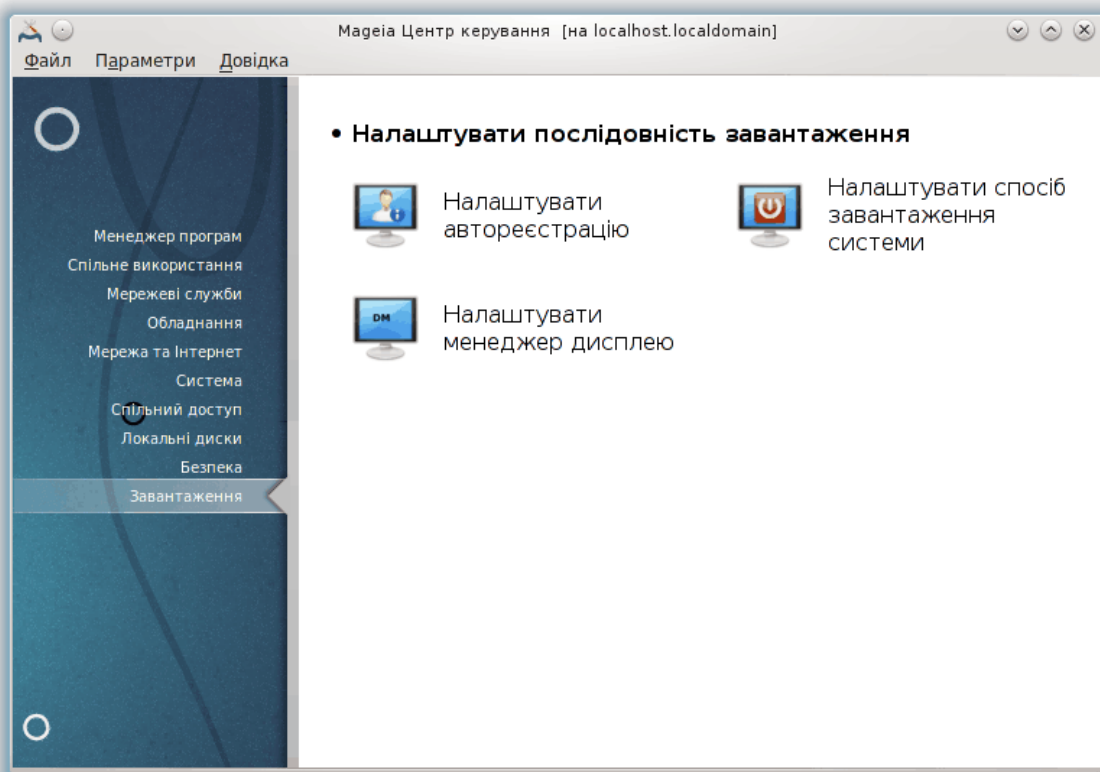 Mageia Центр керування [на localhost.localdomain]
Файл Параметри Довідка
Менеджер програм
Спільне використання
Мережеві служби
Обладнання
Мережа та Інтернет
Система
Спільний доступ
Локальні диски
Безпека
Завантаження
• Налаштувати послідовність завантаження
Налаштувати
автореєстрацію
Налаштувати спосіб
завантаження
системи
DM
Налаштувати
менеджер дисплею